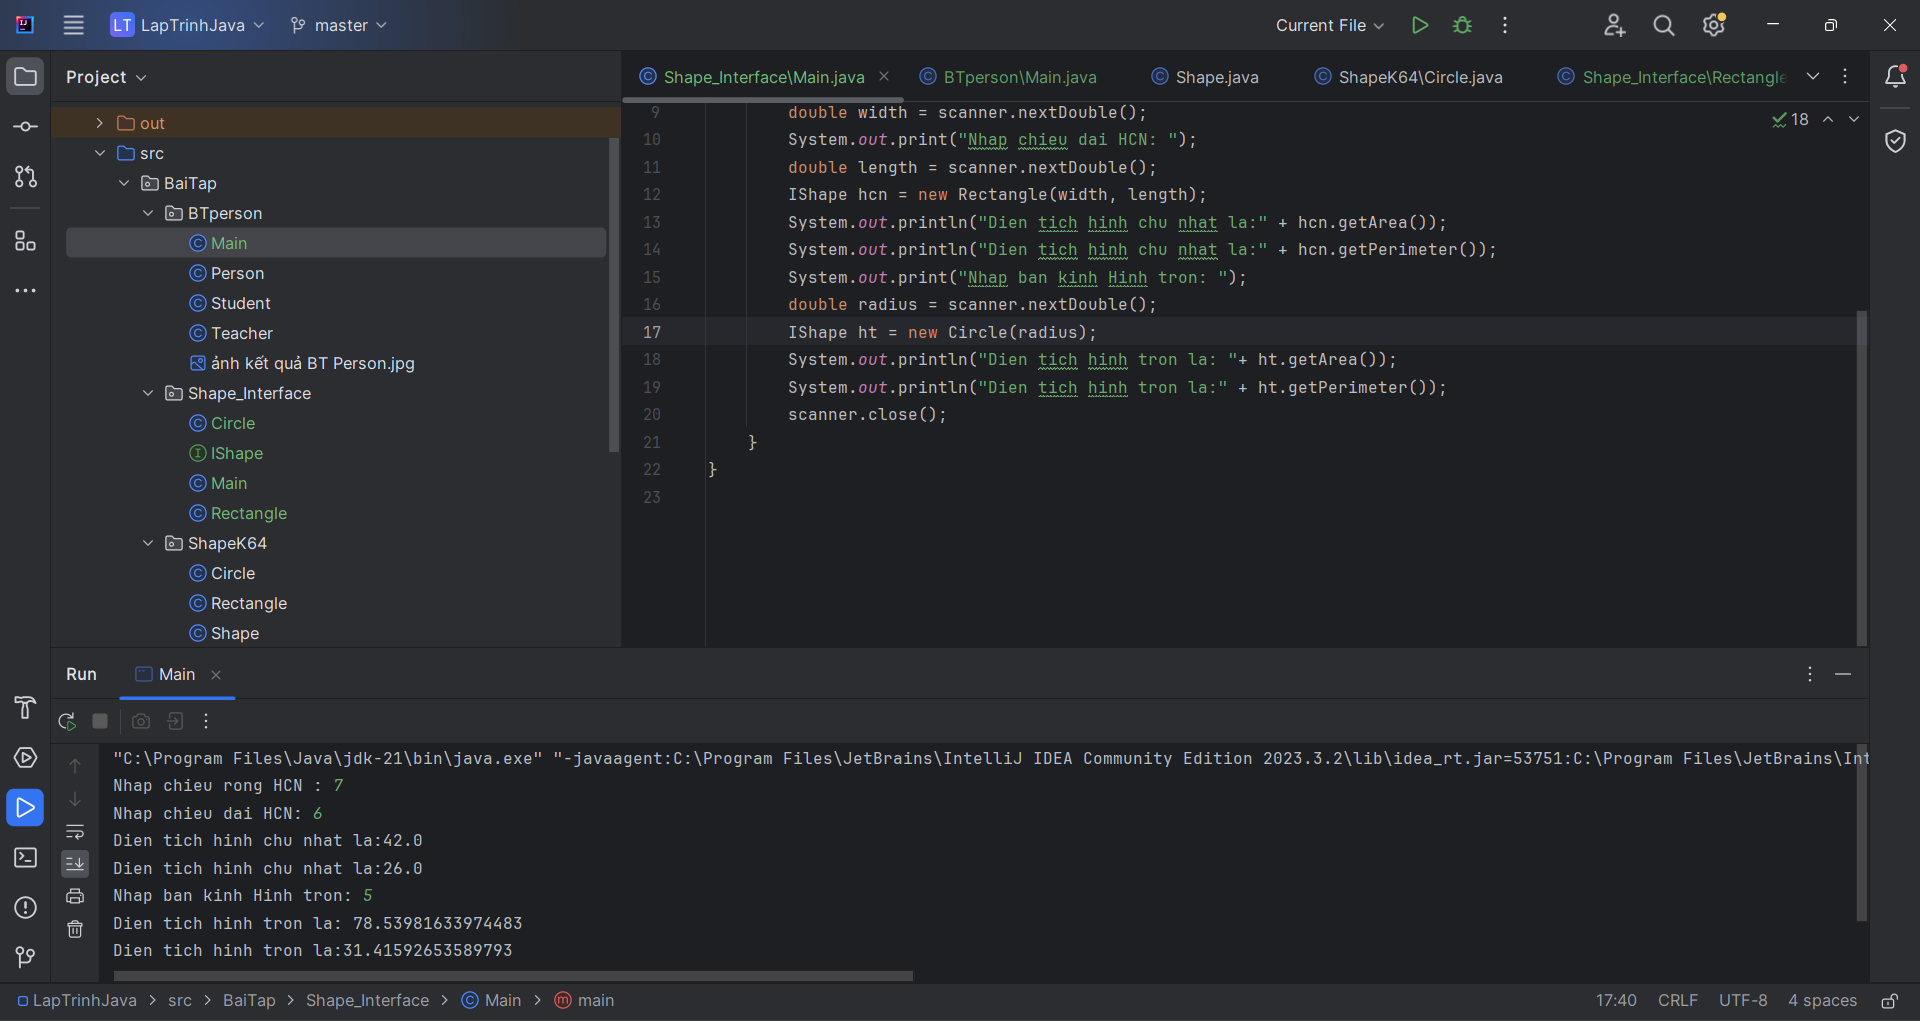 LT LapTrinhJava master Current File
Project
out
src
BaiTap
BTperson
Main
Person
Student
Teacher
ảnh kết quả BT Person.jpg
Shape_Interface
Circle
IShape
Main
Rectangle
ShapeK64
Circle
Rectangle
Shape
Shape_Interface\Main.java BTperson\Main.java Shape.java ShapeK64\Circle.java Shape_Interface\Rectangle
18
9 double width = scanner.nextDouble();
10 System.out.print("Nhap chieu dai HCN: ");
11 double length = scanner.nextDouble();
12 IShape hcn = new Rectangle(width, length);
13 System.out.println("Dien tich hinh chu nhat la:" + hcn.getArea());
14 System.out.println("Dien tich hinh chu nhat la:" + hcn.getPerimeter());
15 System.out.print("Nhap ban kinh Hinh tron: ");
16 double radius = scanner.nextDouble();
17 IShape ht = new Circle(radius);
18 System.out.println("Dien tich hinh tron la: "+ ht.getArea());
19 System.out.println("Dien tich hinh tron la:" + ht.getPerimeter());
20 scanner.close();
21 }
22 }
23
Run Main
"C:\Program Files\Java\jdk-21\bin\java.exe" "-javaagent:C:\Program Files\JetBrains\IntelliJ IDEA Community Edition 2023.3.2\lib\idea_rt.jar=53751:C:\Program Files\JetBrains\Int
Nhap chieu rong HCN : 7
Nhap chieu dai HCN: 6
Dien tich hinh chu nhat la:42.0
Dien tich hinh chu nhat la:26.0
Nhap ban kinh Hinh tron: 5
Dien tich hinh tron la: 78.53981633974483
Dien tich hinh tron la:31.41592653589793
LapTrinhJava > src > BaiTap > Shape_Interface > Main > main 17:40 CRLF UTF-8 4 spaces